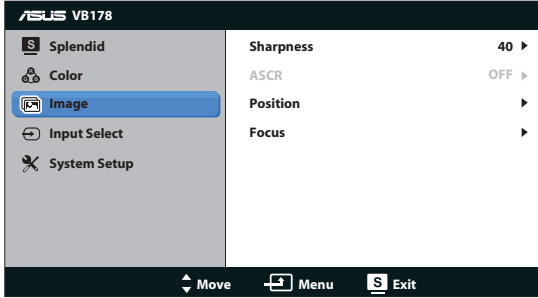 ASUS VB178
S Splendid
Color
Image
Input Select
System Setup
Sharpness 40
ASCR OFF
Position
Focus
Move Menu S Exit